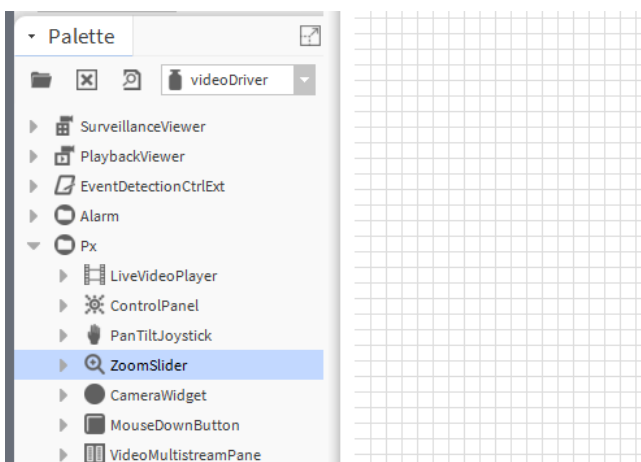 Palette
videoDriver
SurveillanceViewer
PlaybackViewer
EventDetectionCtrlExt
Alarm
Px
LiveVideoPlayer
ControlPanel
PanTiltJoystick
ZoomSlider
CameraWidget
MouseDownButton
VideoMultistreamPane